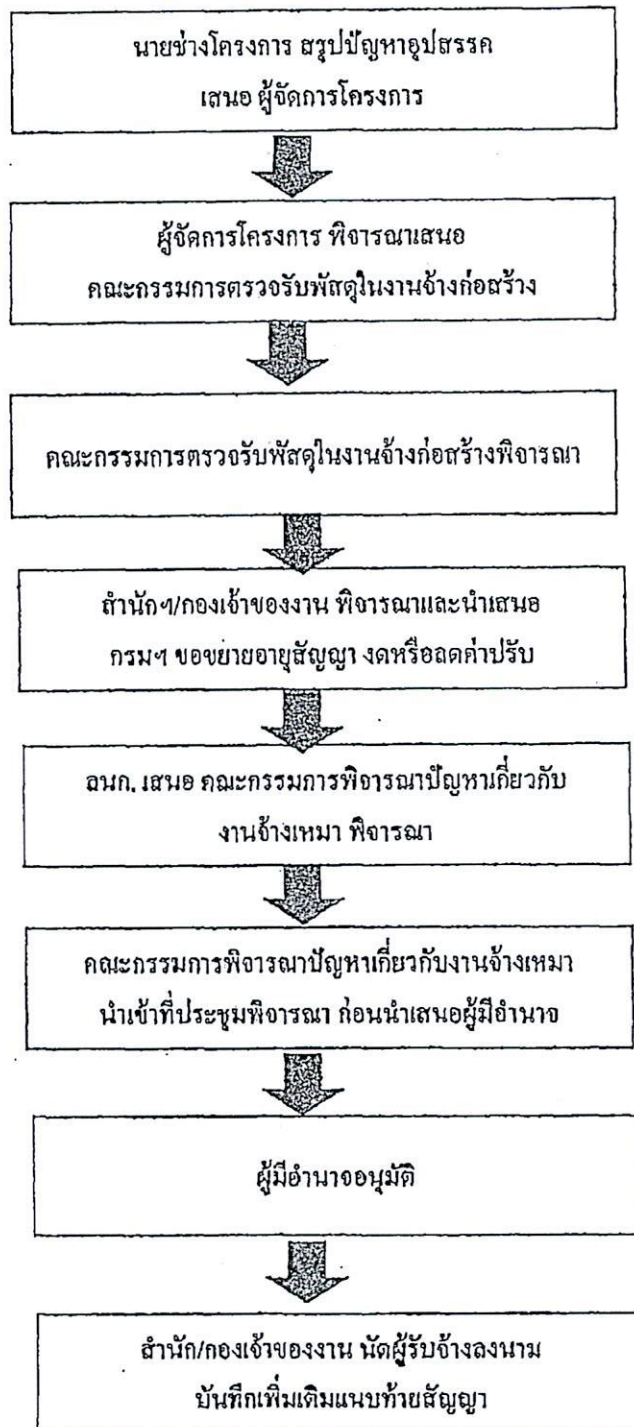 นายช่างโครงการ สรุปปัญหาอุปสรรค
เสนอ ผู้จัดการโครงการ
ผู้จัดการโครงการ พิจารณาเสนอ
คณะกรรมการตรวจรับพัสดุในงานจ้างก่อสร้าง
คณะกรรมการตรวจรับพัสดุในงานจ้างก่อสร้างพิจารณา
สำนักฯ/กองเจ้าของงาน พิจารณาและนำเสนอ
กรมฯ ขอขยายอายุสัญญา งดหรือลดค่าปรับ
ลนก. เสนอ คณะกรรมการพิจารณาปัญหาเกี่ยวกับ
งานจ้างเหมา พิจารณา
คณะกรรมการพิจารณาปัญหาเกี่ยวกับงานจ้างเหมา
นำเข้าที่ประชุมพิจารณา ก่อนนำเสนอผู้มีอำนาจ
ผู้มีอำนาจอนุมัติ
สำนัก/กองเจ้าของงาน นัดผู้รับจ้างลงนาม
บันทึกเพิ่มเติมแนบท้ายสัญญา